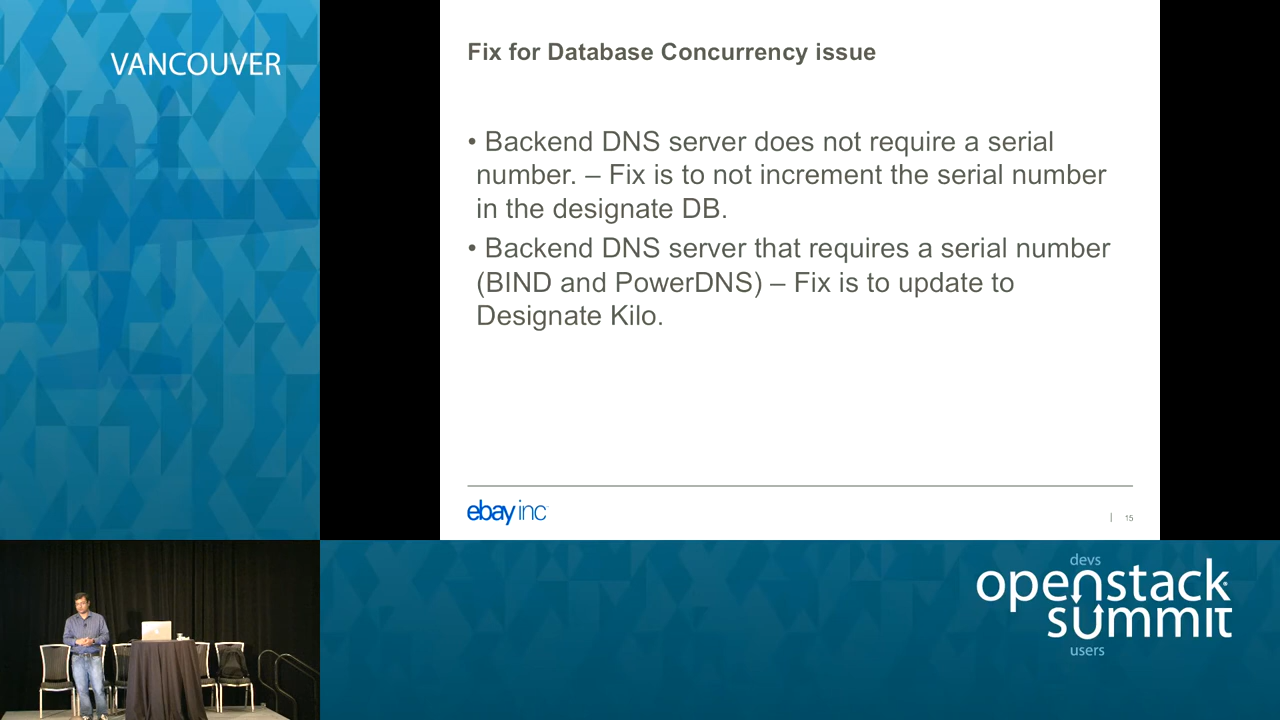 VANCOUVER
Fix for Database Concurrency issue
• Backend DNS server does not require a serial
number. – Fix is to not increment the serial number
in the designate DB.
• Backend DNS server that requires a serial number
(BIND and PowerDNS) – Fix is to update to
Designate Kilo.
ebay inc
| 15
devs
openstack
summit
users